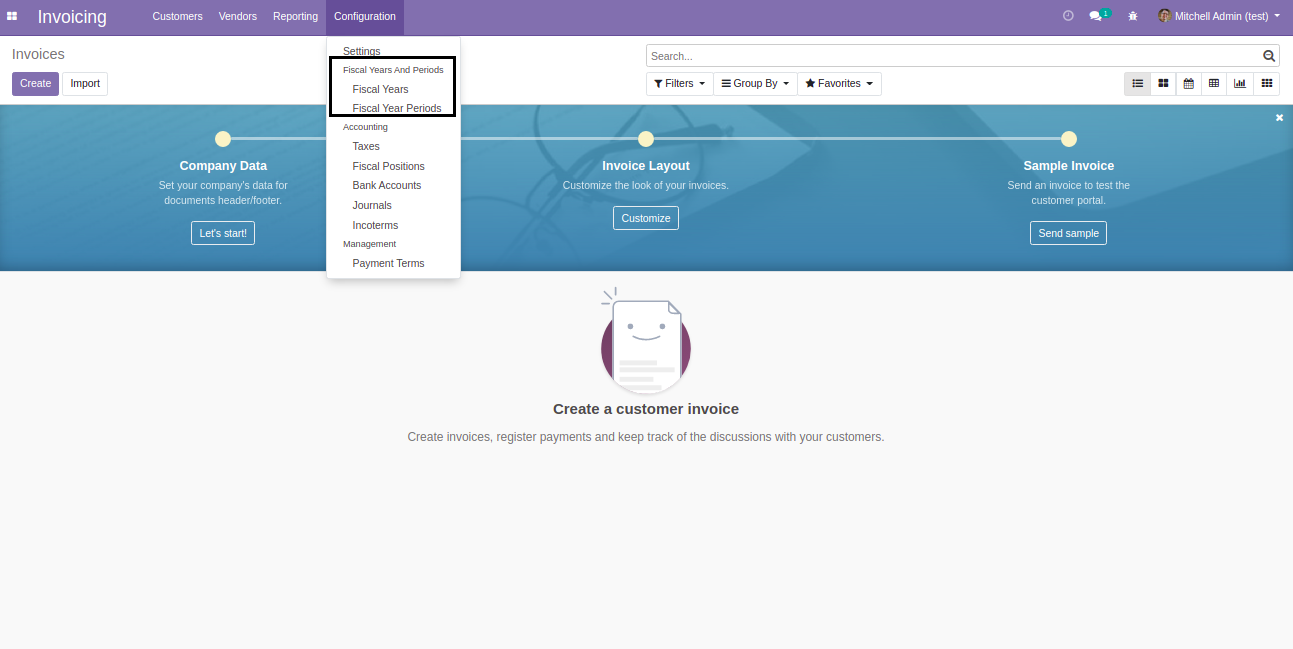 Invoicing
Customers
Vendors
Reporting
Configuration
1
Mitchell Admin (test)
Invoices
Search...
Create
Import
Filters
Group By
Favorites
Settings
Fiscal Years And Periods
Fiscal Years
Fiscal Year Periods
Accounting
Taxes
Fiscal Positions
Bank Accounts
Journals
Incoterms
Management
Payment Terms
Company Data
Set your company's data for
documents header/footer.
Let's start!
Invoice Layout
Customize the look of your invoices.
Customize
Sample Invoice
Send an invoice to test the
customer portal.
Send sample
Create a customer invoice
Create invoices, register payments and keep track of the discussions with your customers.